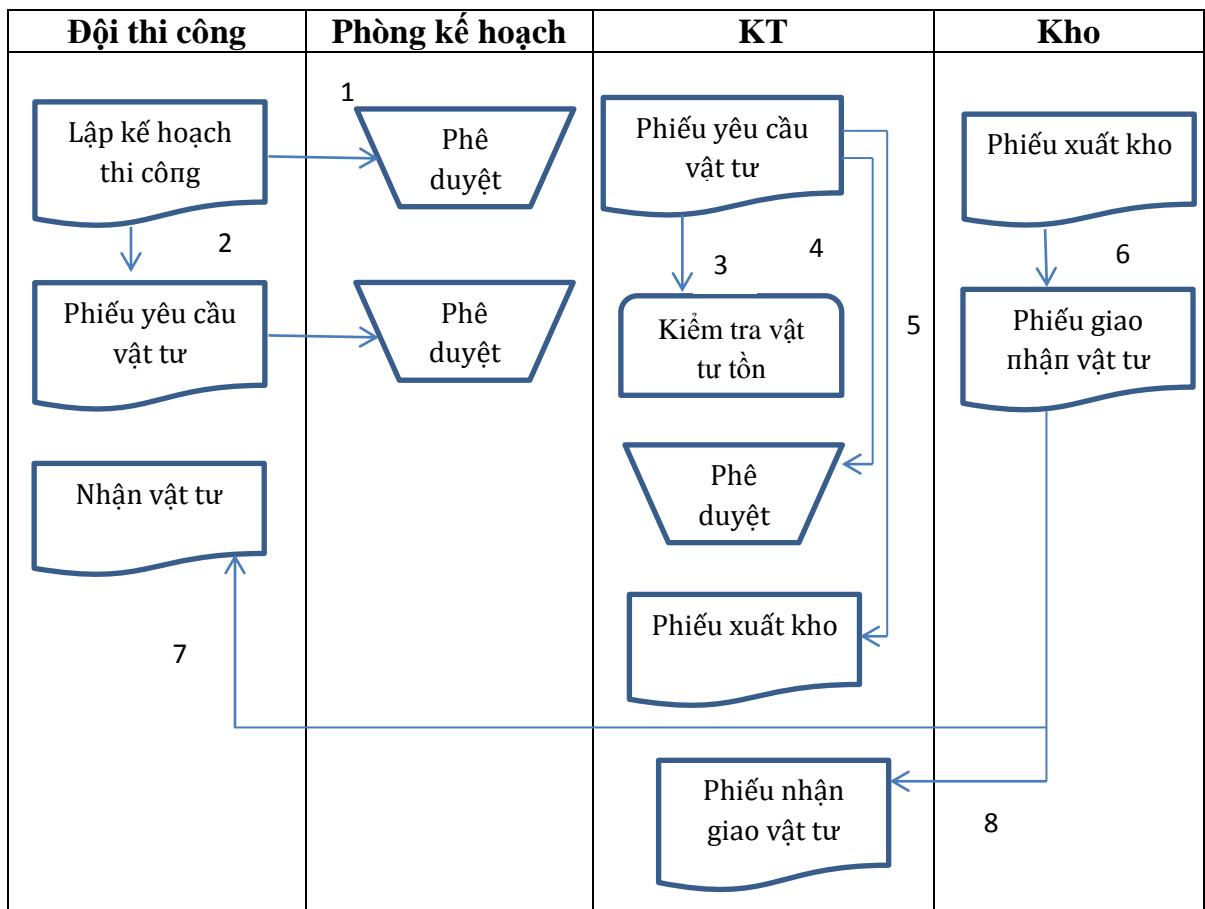 Đội thi công
Phòng kế hoạch
KT
Kho
1
Lập kế hoạch
thi công
Phê
duyệt
Phiếu yêu cầu
vật tư
Phiếu xuất kho
2
3
4
5
6
Phiếu yêu cầu
vật tư
Phê
duyệt
Kiểm tra vật
tư tồn
Phiếu giao
nhận vật tư
Nhận vật tư
Phê
duyệt
Phiếu xuất kho
7
Phiếu nhận
giao vật tư
8